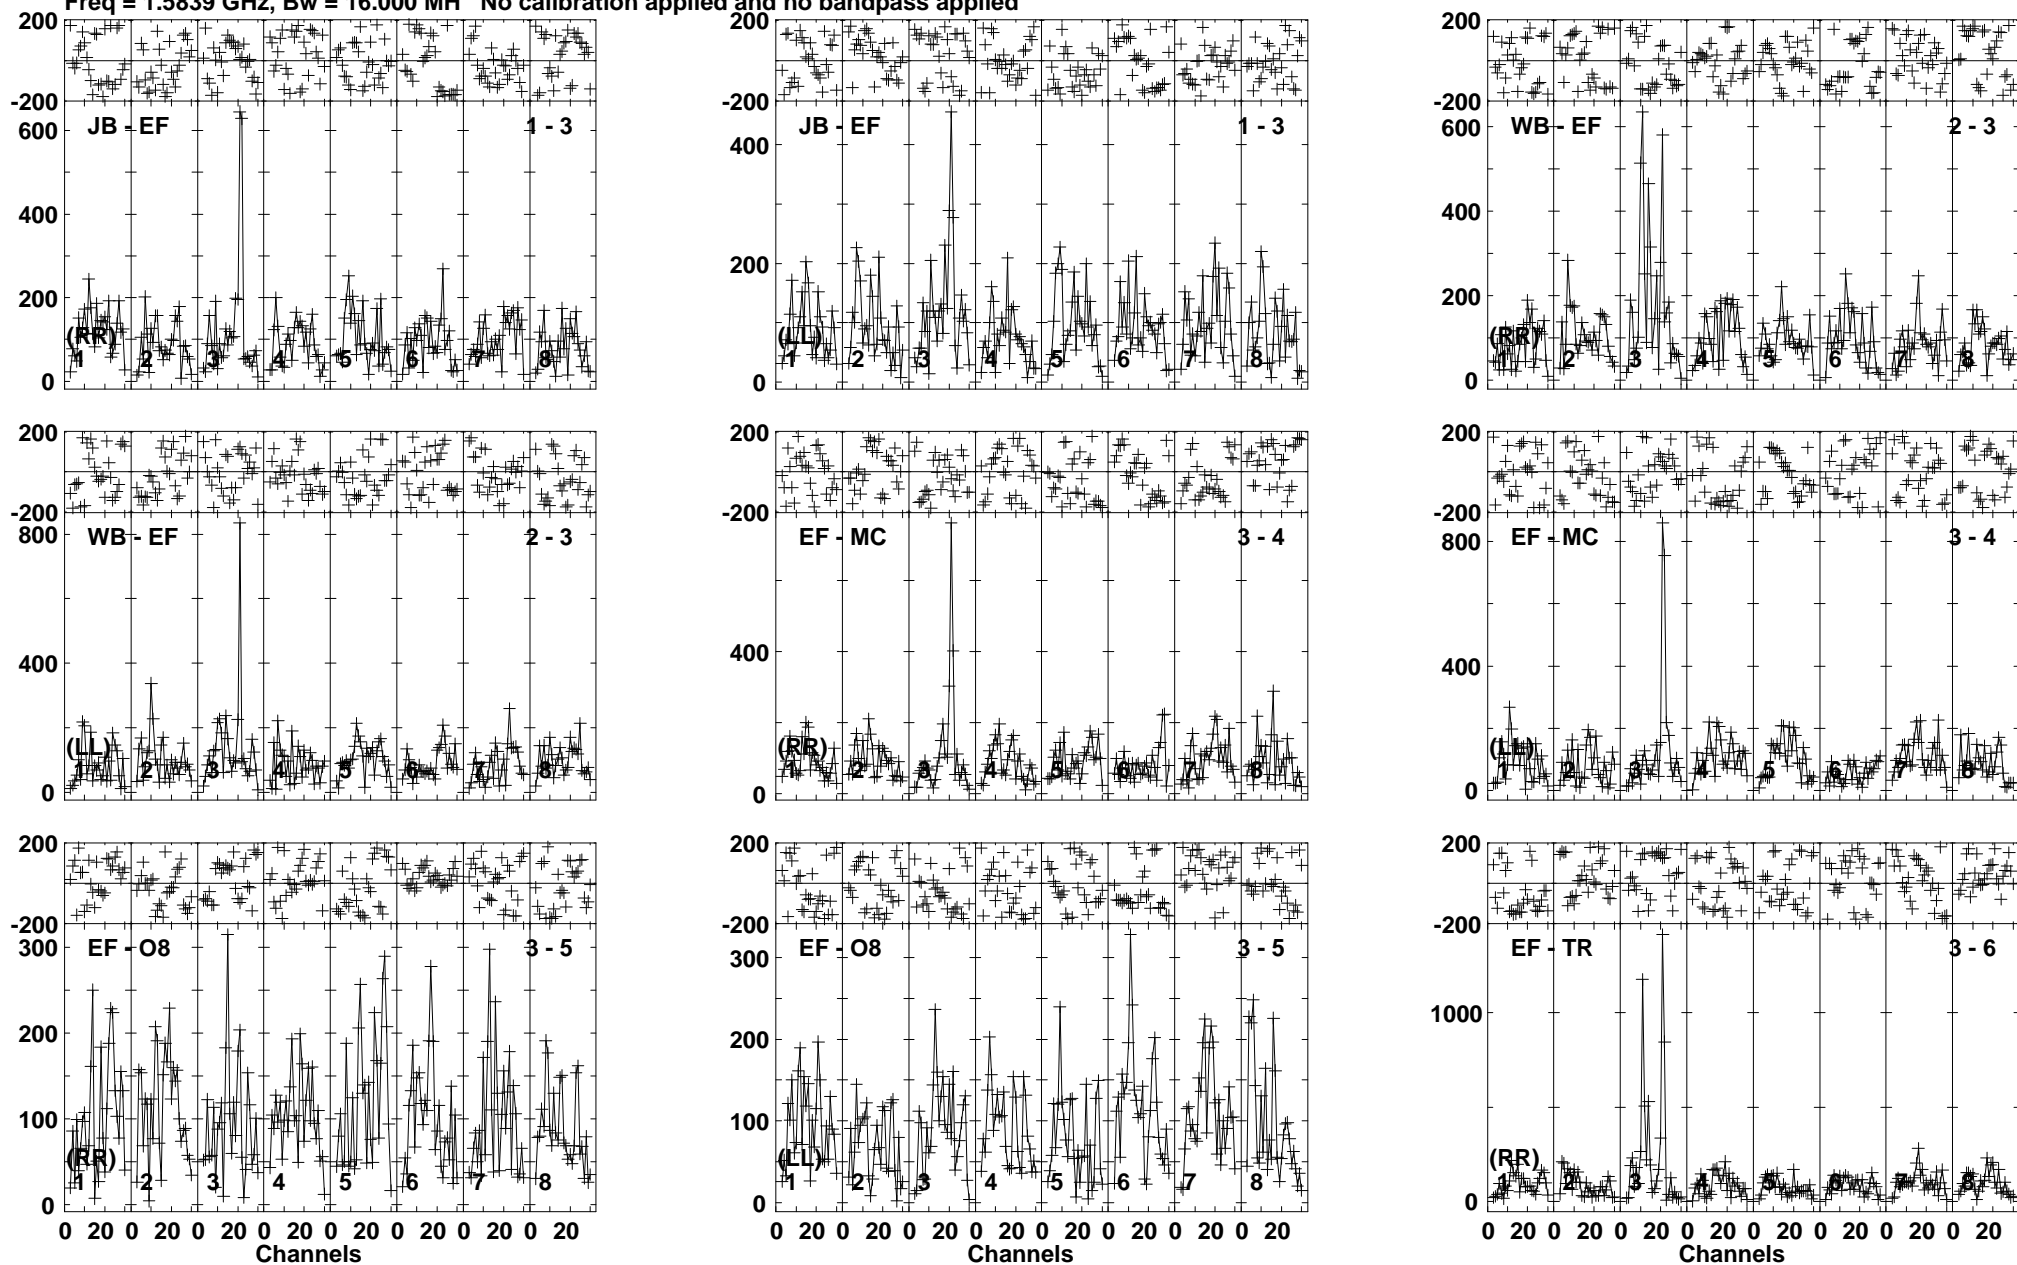 Freq = 1.5839 GHz, Bw = 16.000 MH No calibration applied and no bandpass applied
200 200 200
-200 -200 -200
JB - EF 1 - 3 JB - EF 1 - 3 WB - EF 2 - 3
600 400 600
400 200 400
200 0 200
0 0
(RR) (LL) (RR)
1 2 3 4 5 6 7 8 1 2 3 4 5 6 7 8 1 2 3 4 5 6 7 8
200 200 200
-200 -200 -200
WB - EF 2 - 3 EF - MC 3 - 4 EF - MC 3 - 4
800 400 800
400 0 400
0 0
(LL) (RR) (LL)
1 2 3 4 5 6 7 8 1 2 3 4 5 6 7 8 1 2 3 4 5 6 7 8
200 200 200
-200 -200 -200
EF - O8 3 - 5 EF - O8 3 - 5 EF - TR 3 - 6
300 300 1000
200 200 0
100 100
0 0
(RR) (LL) (RR)
1 2 3 4 5 6 7 8 1 2 3 4 5 6 7 8 1 2 3 4 5 6 7 8
0 20 0 20 0 20 0 20 0 20 0 20 0 20 0 20 0 20 0 20 0 20 0 20 0 20 0 20 0 20 0 20 0 20 0 20 0 20 0 20 0 20 0 20 0 20 0 20
Channels Channels Channels